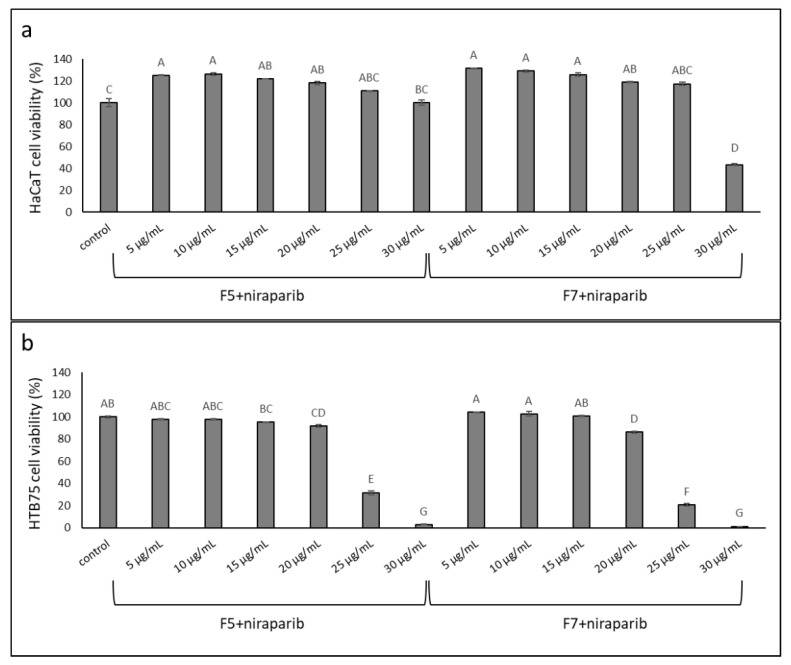 a
HaCaT cell viability (%)
140
120
100
80
60
40
20
0
C A A AB AB ABC BC A A A AB ABC D
control 5 µg/mL 10 µg/mL 15 µg/mL 20 µg/mL 25 µg/mL 30 µg/mL 5 µg/mL 10 µg/mL 15 µg/mL 20 µg/mL 25 µg/mL 30 µg/mL
F5+niraparib F7+niraparib
b
HTB75 cell viability (%)
140
120
100
80
60
40
20
0
AB ABC ABC BC CD E G A A AB D F G
control 5 µg/mL 10 µg/mL 15 µg/mL 20 µg/mL 25 µg/mL 30 µg/mL 5 µg/mL 10 µg/mL 15 µg/mL 20 µg/mL 25 µg/mL 30 µg/mL
F5+niraparib F7+niraparib